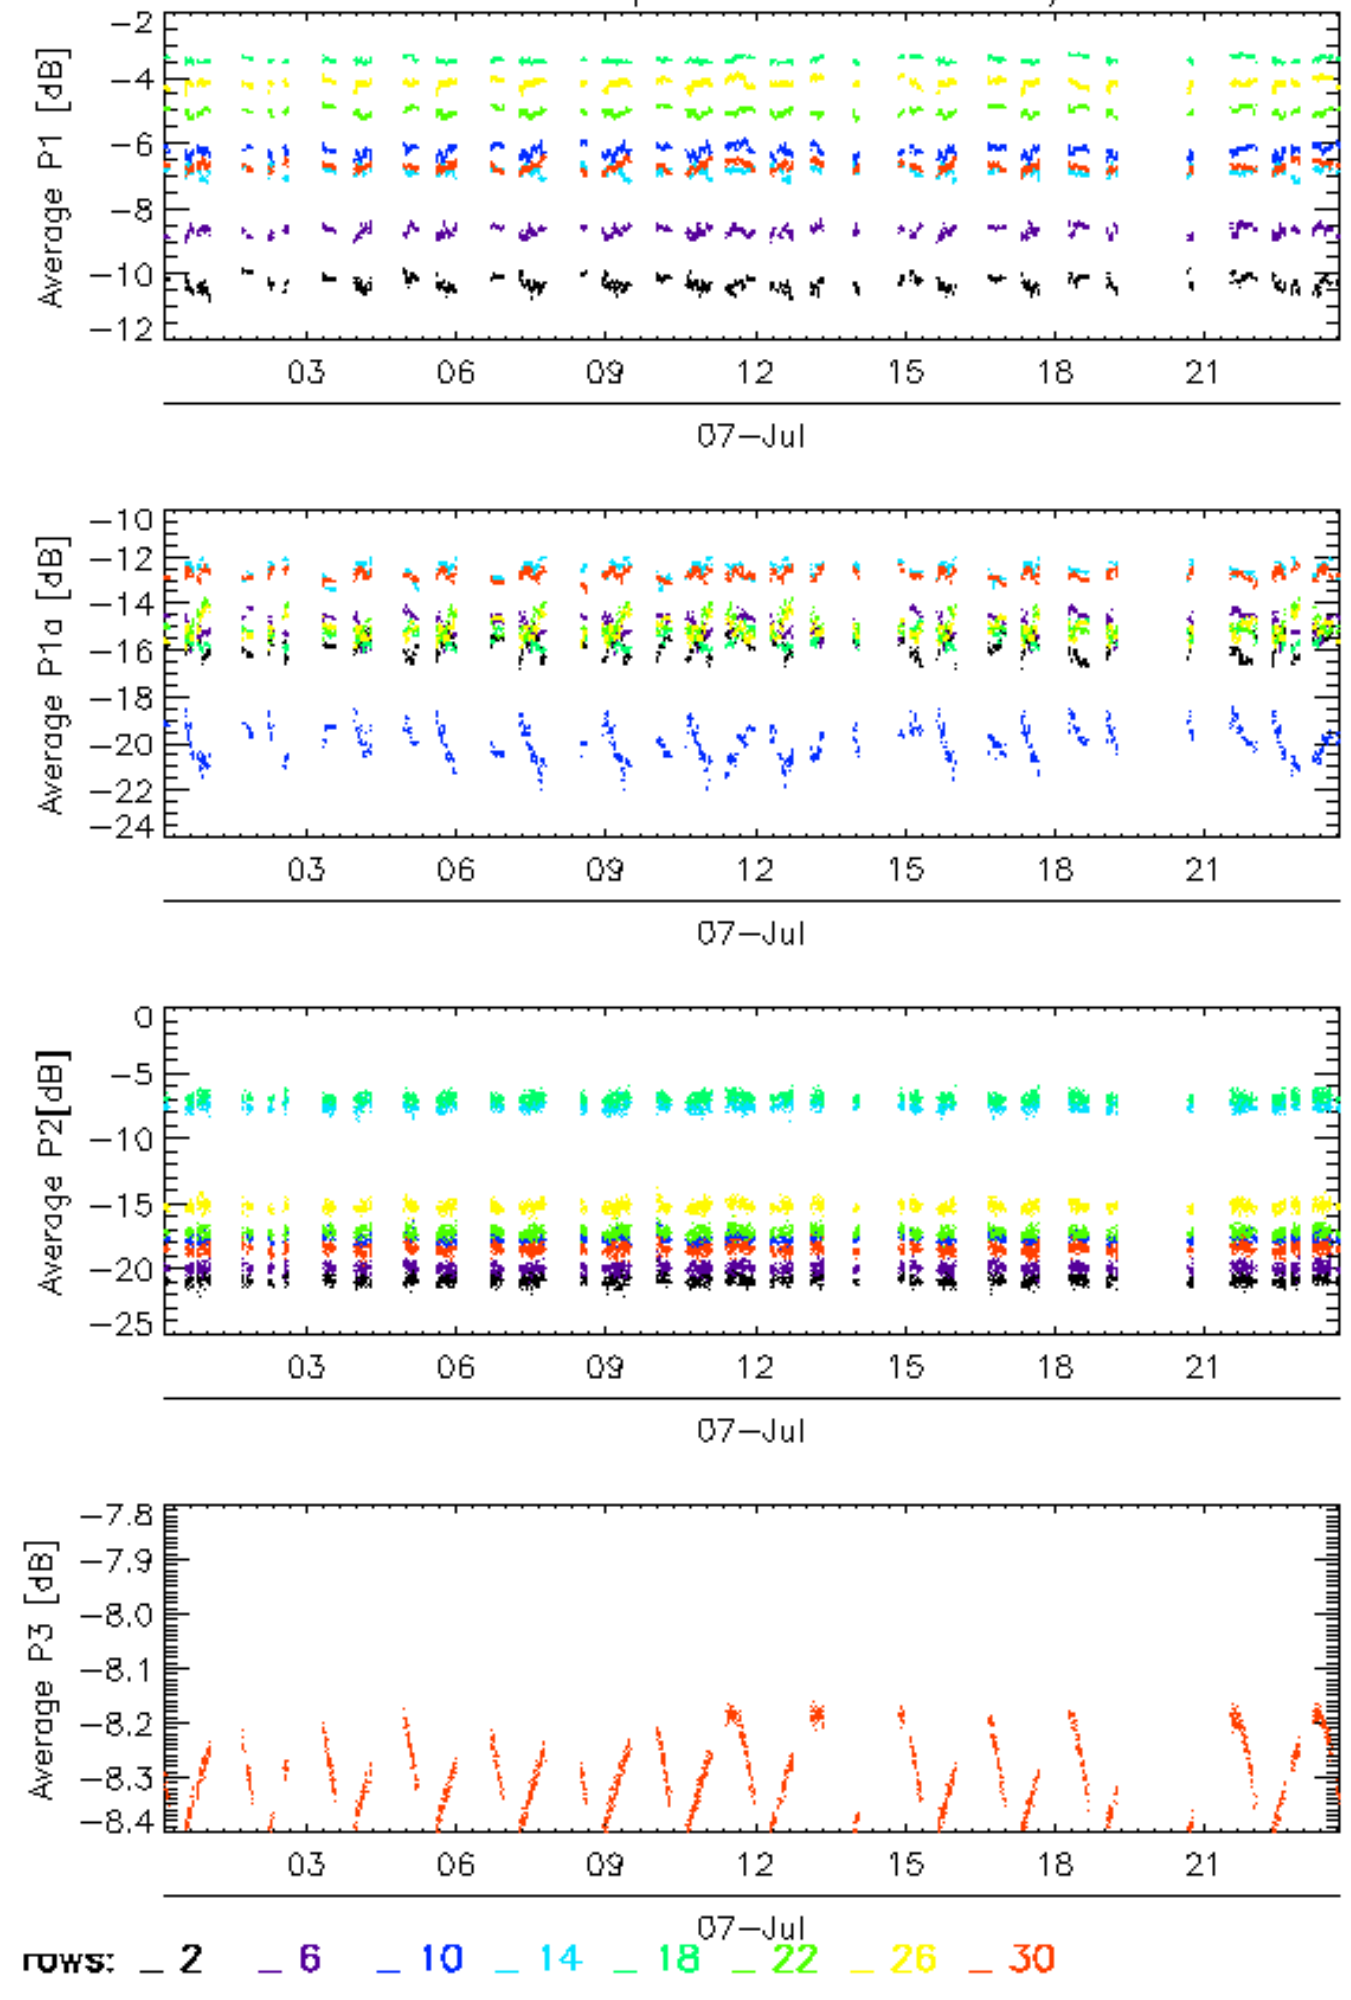 Average P1 [dB]
-2
-4
-6
-8
-10
-12
03 06 09 12 15 18 21
07-Jul
Average P1a [dB]
-10
-12
-14
-16
-18
-20
-22
-24
03 06 09 12 15 18 21
07-Jul
Average P2[dB]
0
-5
-10
-15
-20
-25
03 06 09 12 15 18 21
07-Jul
Average P3 [dB]
-7.8
-7.9
-8.0
-8.1
-8.2
-8.3
-8.4
03 06 09 12 15 18 21
07-Jul
rows: _ 2 _ 6 _ 10 _ 14 _ 18 _ 22 _ 26 _ 30